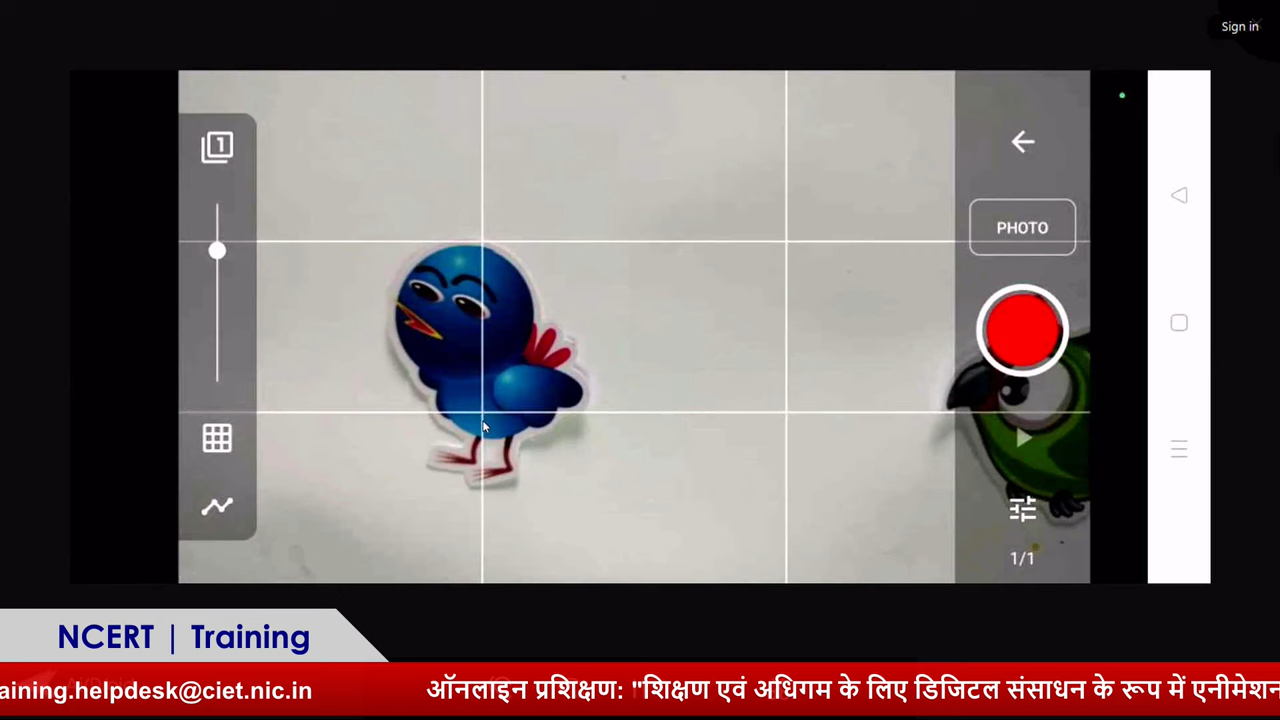 Sign in
1
PHOTO
1/1
NCERT | Training
aining.helpdesk@ciet.nic.in ऑनलाइन प्रशिक्षण: "शिक्षण एवं अधिगम के लिए डिजिटल संसाधन के रूप में एनीमेशन